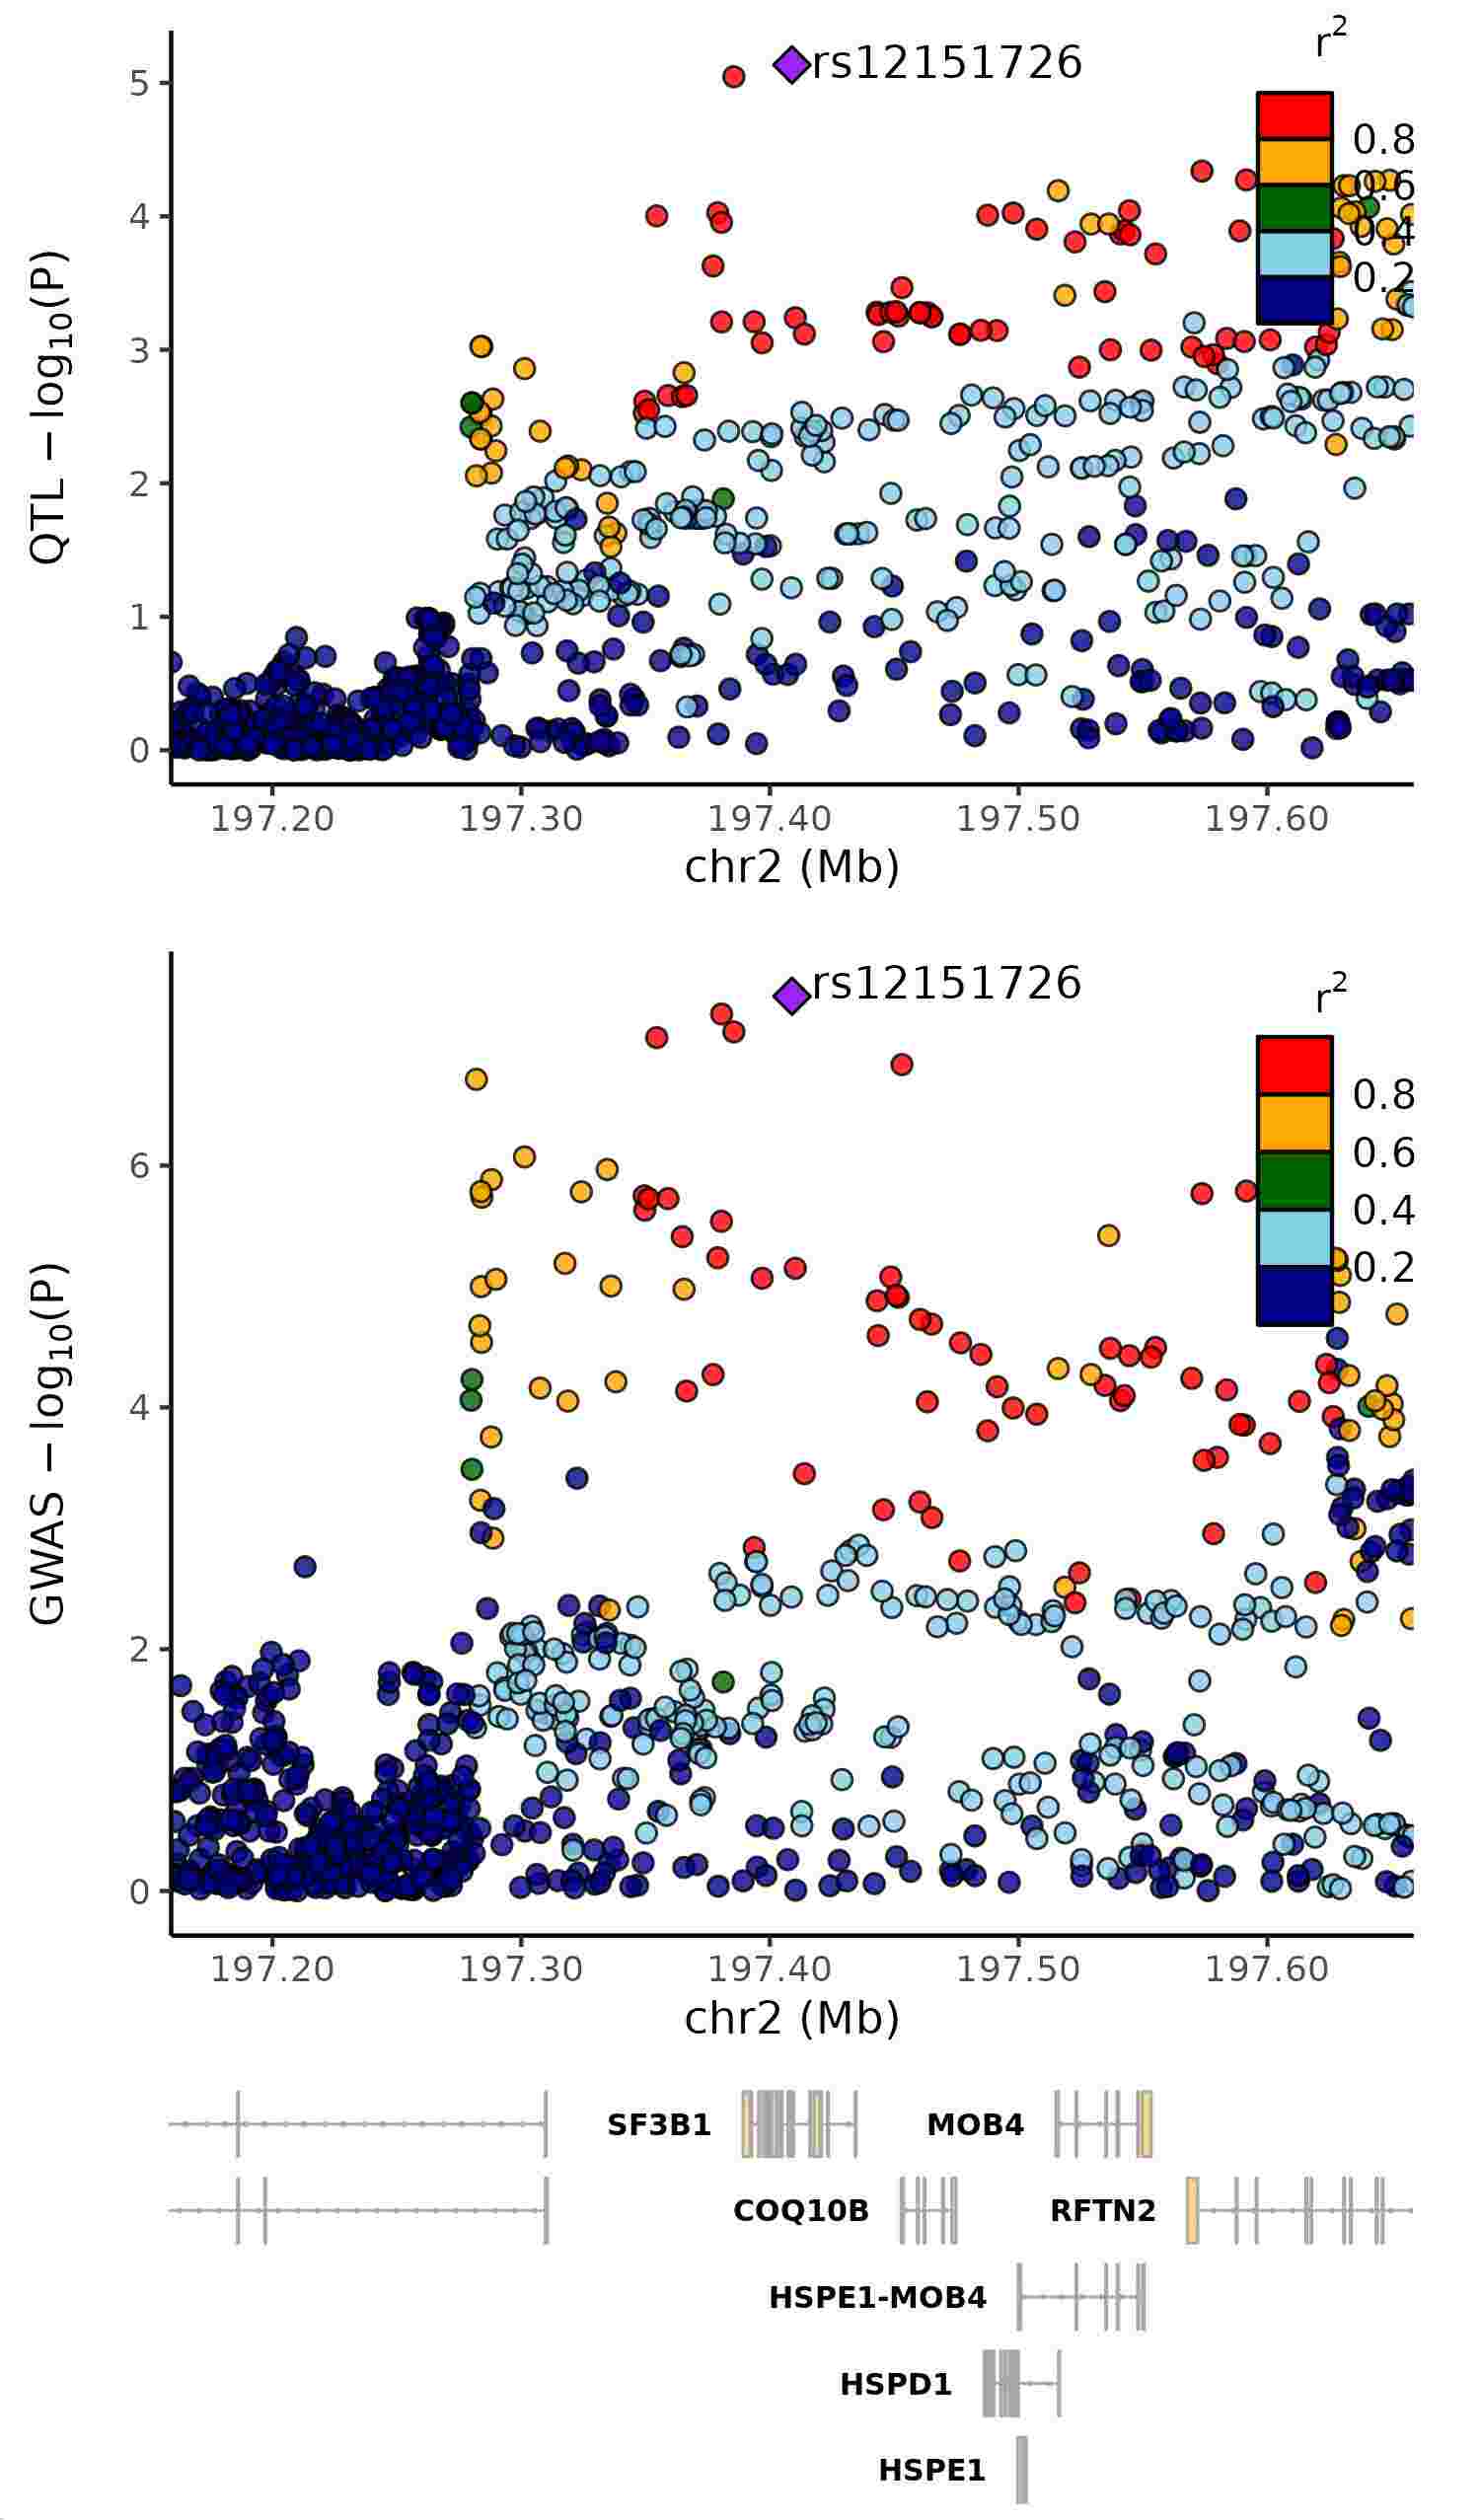 r²
rs12151726
5
4
3
2
1
0
0.8
0.6
0.4
0.2
QTL − log₁₀(P)
197.20 197.30 197.40 197.50 197.60
chr2 (Mb)
r²
rs12151726
6
4
2
0
0.8
0.6
0.4
0.2
GWAS − log₁₀(P)
197.20 197.30 197.40 197.50 197.60
chr2 (Mb)
SF3B1 MOB4
COQ10B RFTN2
HSPE1-MOB4
HSPD1
HSPE1